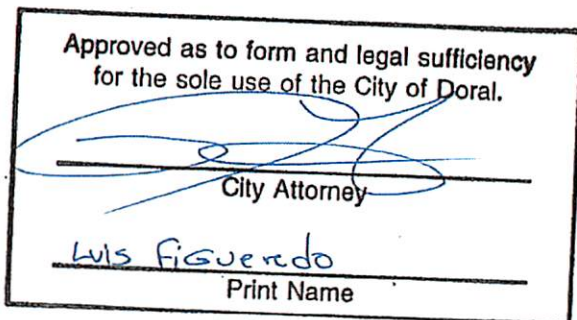 Approved as to form and legal sufficiency
for the sole use of the City of Doral.
City Attorney
Luis Figueredo
Print Name